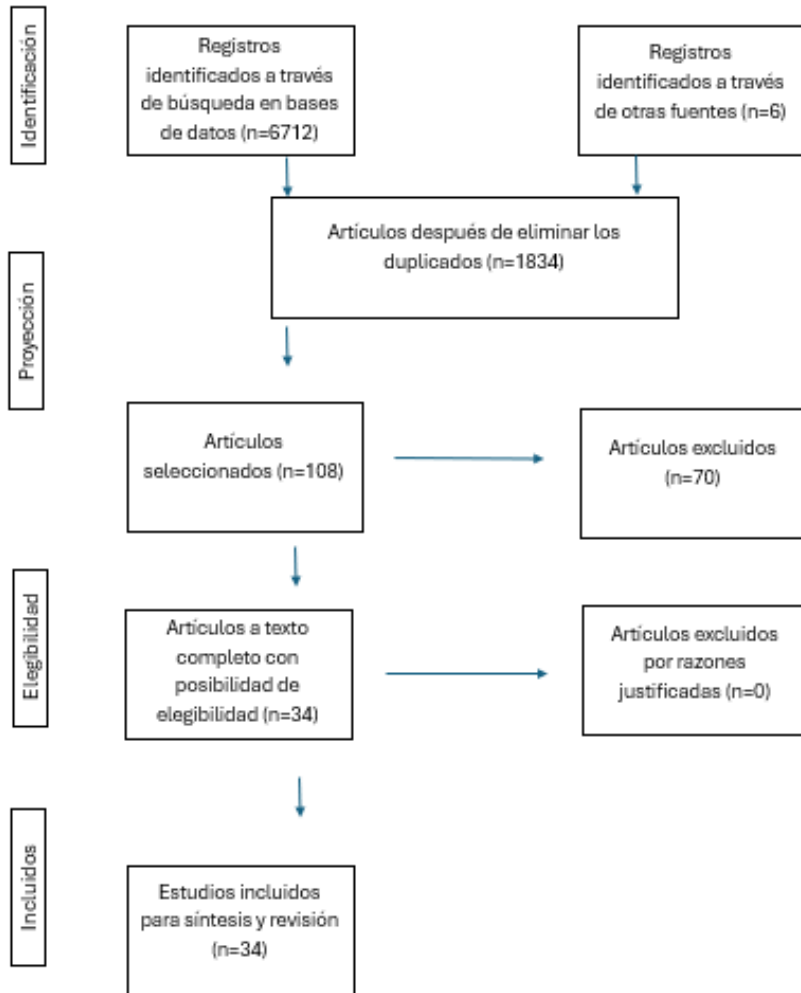 Identificación
Registros
identificados a través
de búsqueda en bases
de datos (n=6712)
Registros
identificados a través
de otras fuentes (n=6)
Proyección
Artículos después de eliminar los
duplicados (n=1834)
Artículos
seleccionados (n=108)
Artículos excluidos
(n=70)
Elegibilidad
Artículos a texto
completo con
posibilidad de
elegibilidad (n=34)
Artículos excluidos
por razones
justificadas (n=0)
Incluidos
Estudios incluidos
para síntesis y revisión
(n=34)